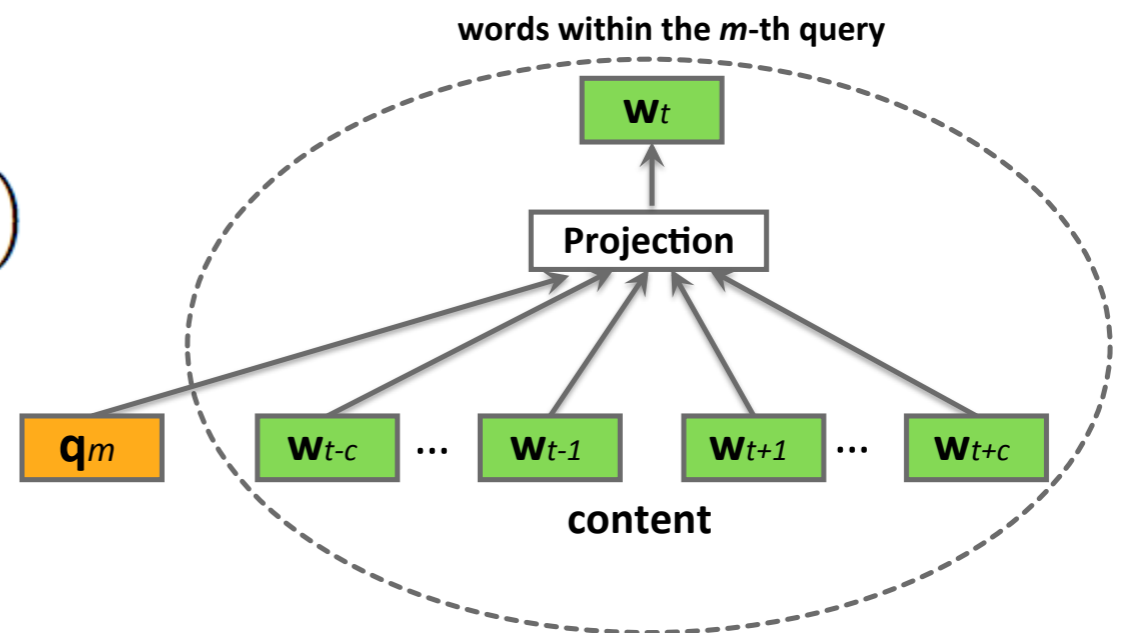 words within the m-th query
wt
Projection
qm wt-c ... wt-1 wt+1 ... wt+c
content